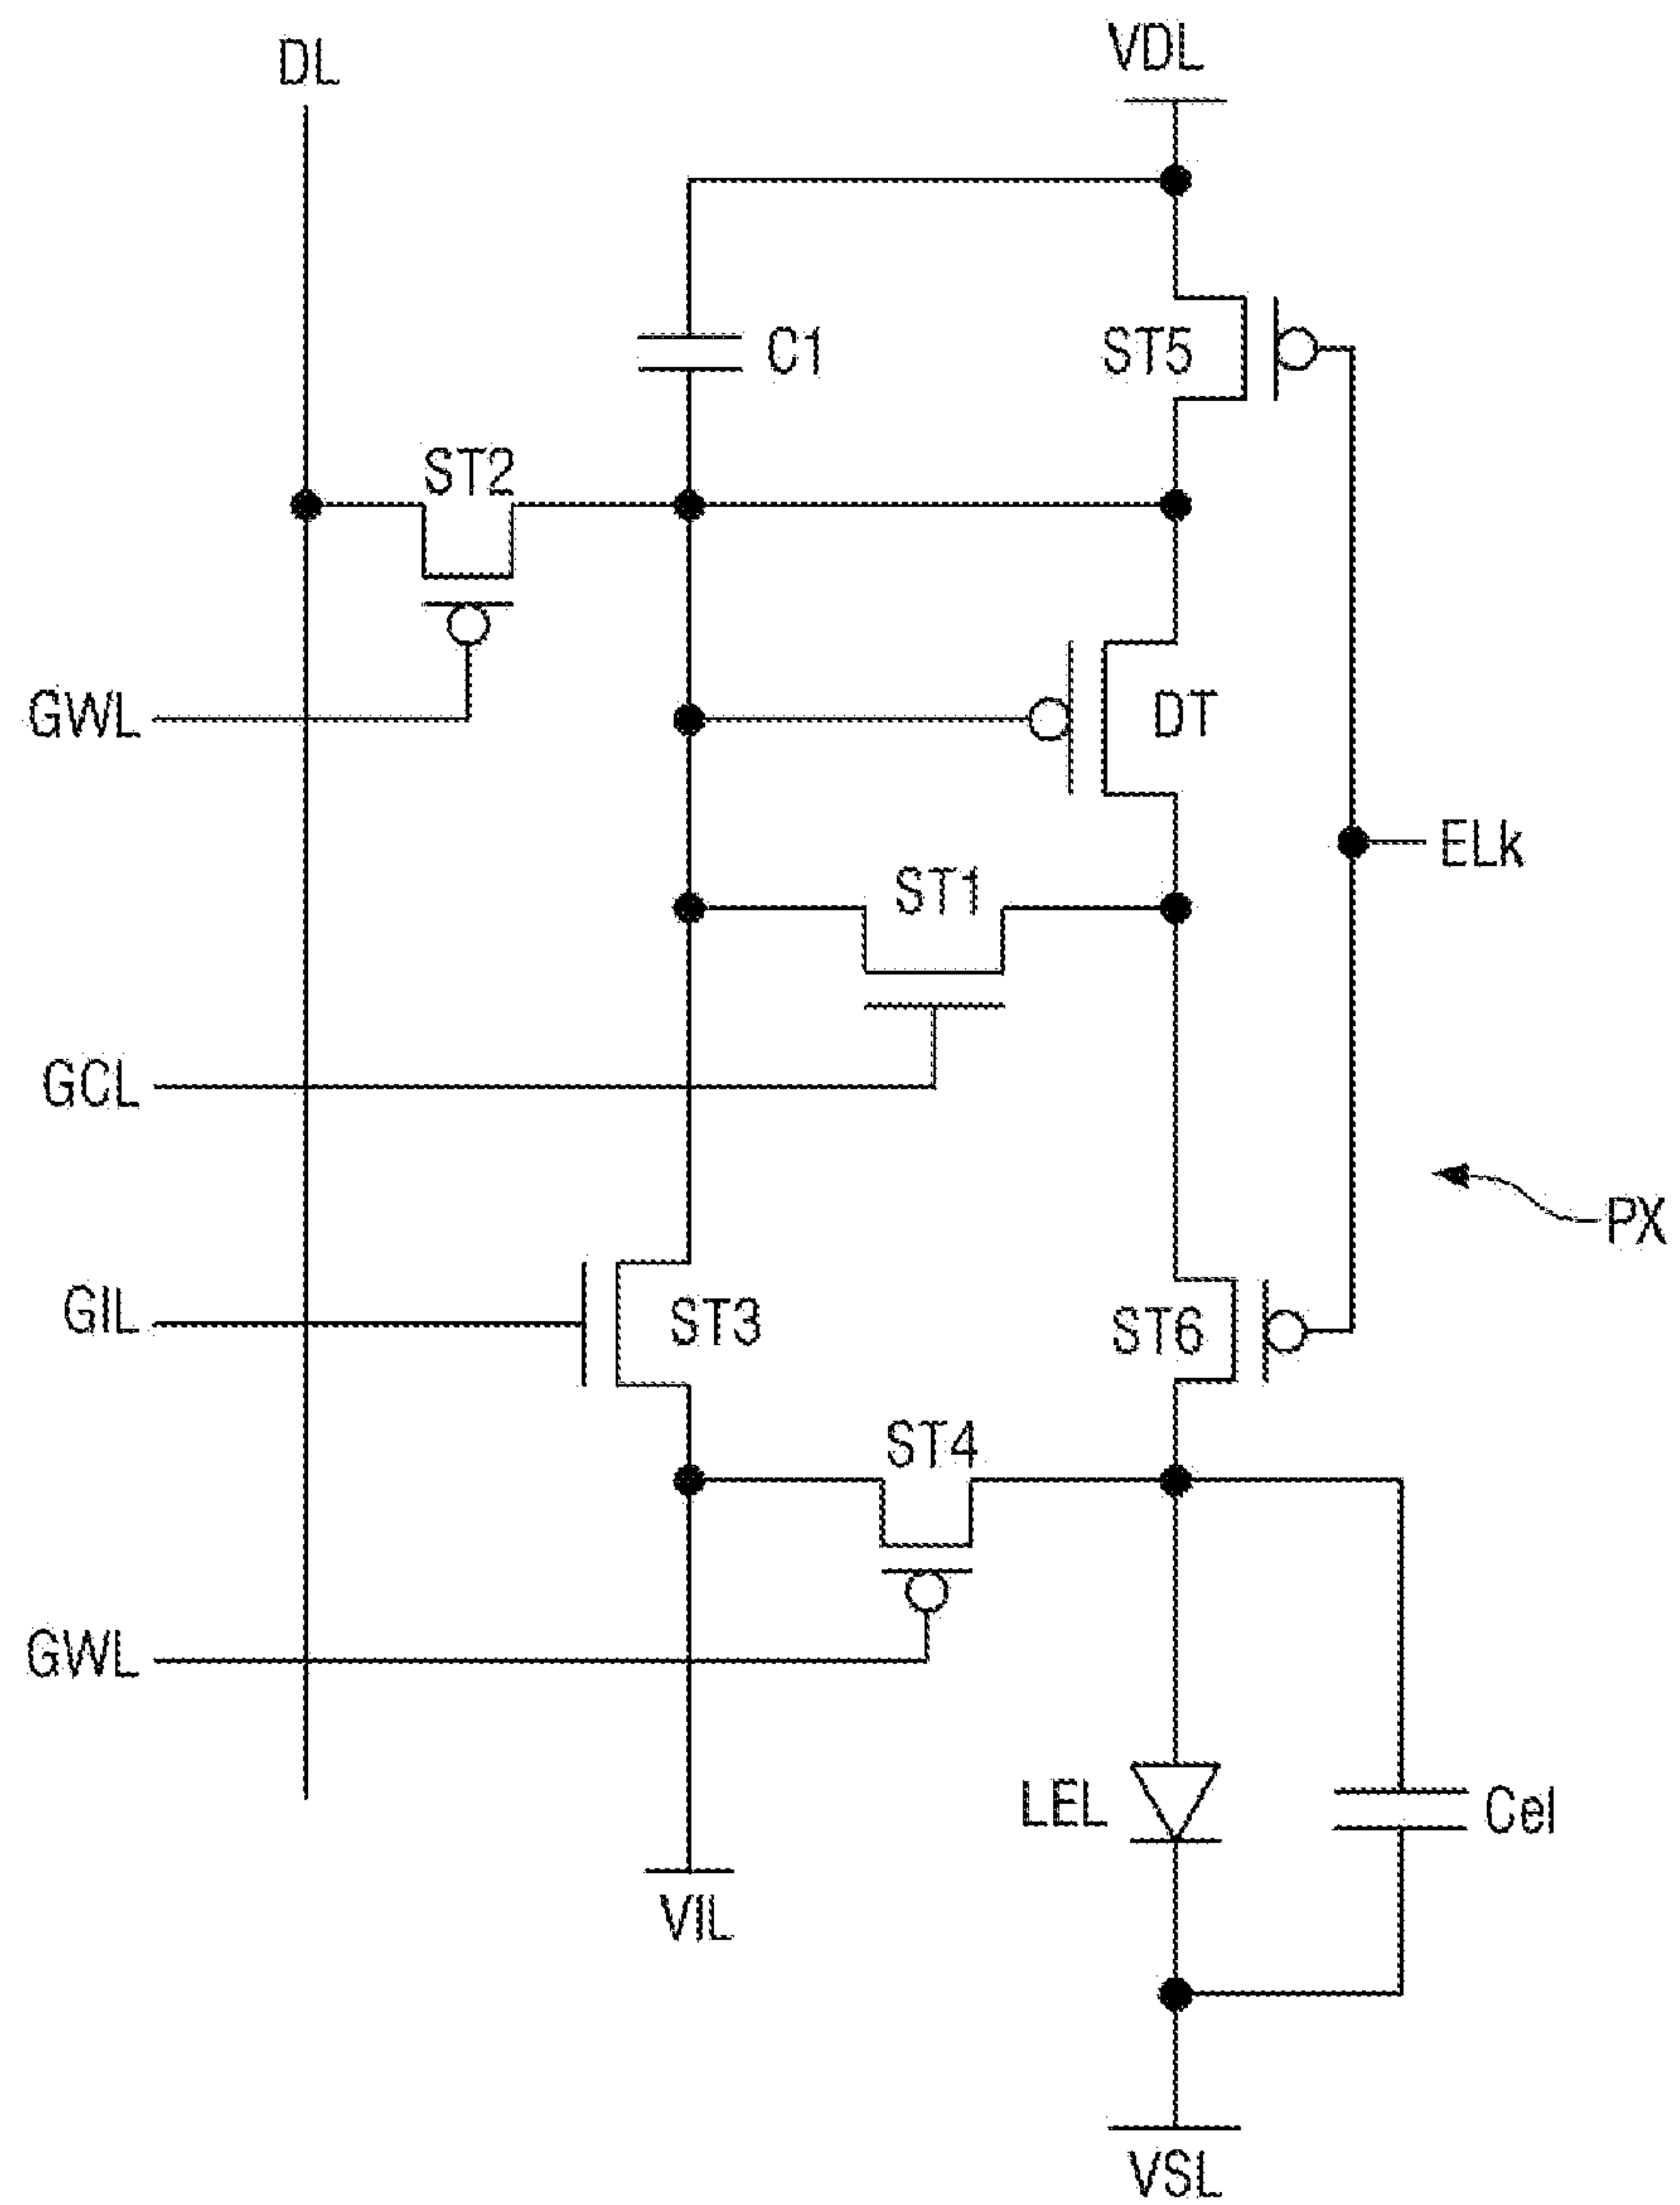 DL
VDL
C1
ST5
ST2
GWL
DT
ELk
ST1
GCL
PX
GIL
ST3
ST6
ST4
GWL
LEL
Cel
VIL
VSL